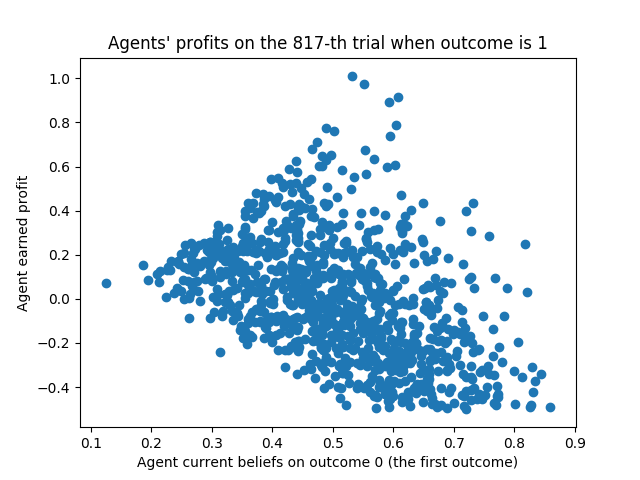 Agents' profits on the 817-th trial when outcome is 1
1.0
0.8
0.6
0.4
0.2
0.0
−0.2
−0.4
Agent earned profit
0.1 0.2 0.3 0.4 0.5 0.6 0.7 0.8 0.9
Agent current beliefs on outcome 0 (the first outcome)